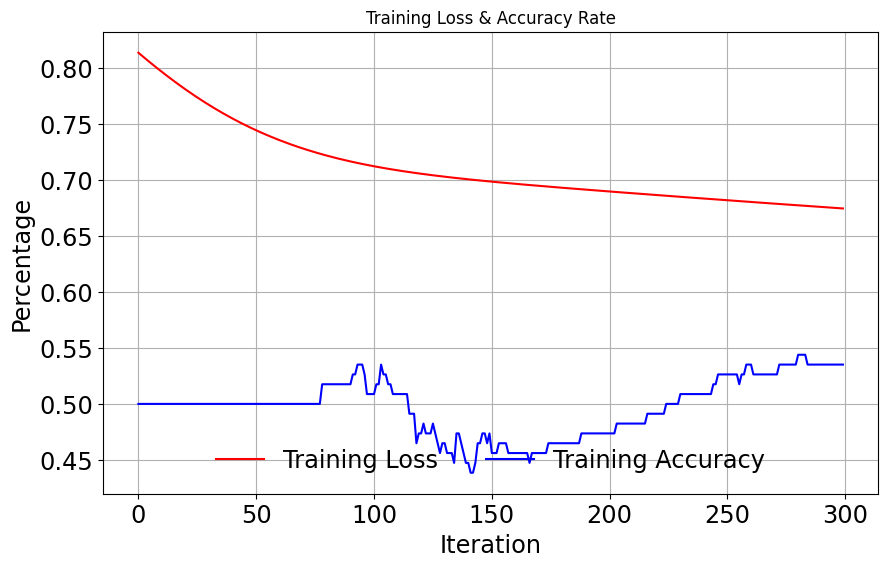 Training Loss & Accuracy Rate
Percentage
0.80
0.75
0.70
0.65
0.60
0.55
0.50
0.45
Training Loss Training Accuracy
0 50 100 150 200 250 300
Iteration